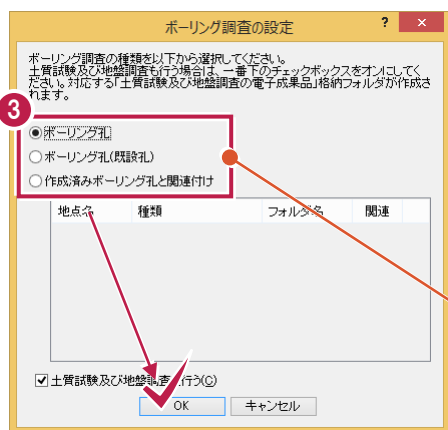 ボーリング調査の設定
? ×
ボーリング調査の種類を以下から選択してください。
土質試験及び地盤調査も行う場合は、一番下のチェックボックスをオンにしてく
ださい。対応する「土質試験及び地盤調査の電子成果品」格納フォルダが作成さ
れます。
3
ボーリング孔
ボーリング孔(既設孔)
作成済みボーリング孔と関連付け
地点名 種類 フォルダ名 関連
土質試験及び地盤調査を行う(C)
OK キャンセル